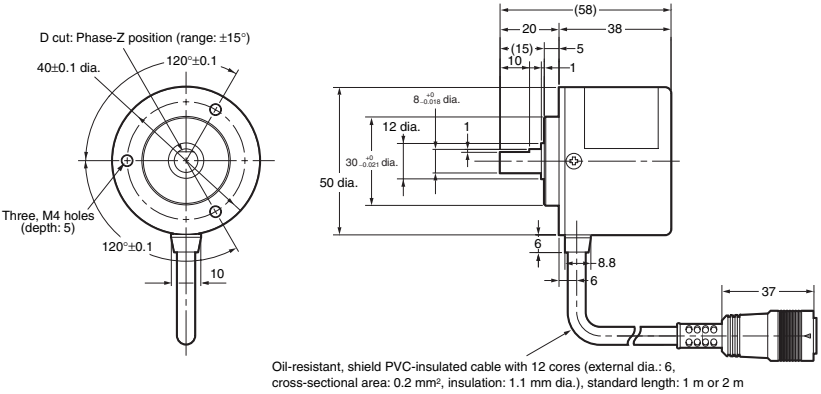 (58)
20
38
(15)
5
10
1
D cut: Phase-Z position (range: ±15°)
120°±0.1
40±0.1 dia.
8 +0 -0.018 dia.
12 dia.
1
30 +0 -0.021 dia.
50 dia.
Three, M4 holes
(depth: 5)
120°±0.1
10
6
8.8
6
37
Oil-resistant, shield PVC-insulated cable with 12 cores (external dia.: 6,
cross-sectional area: 0.2 mm², insulation: 1.1 mm dia.), standard length: 1 m or 2 m